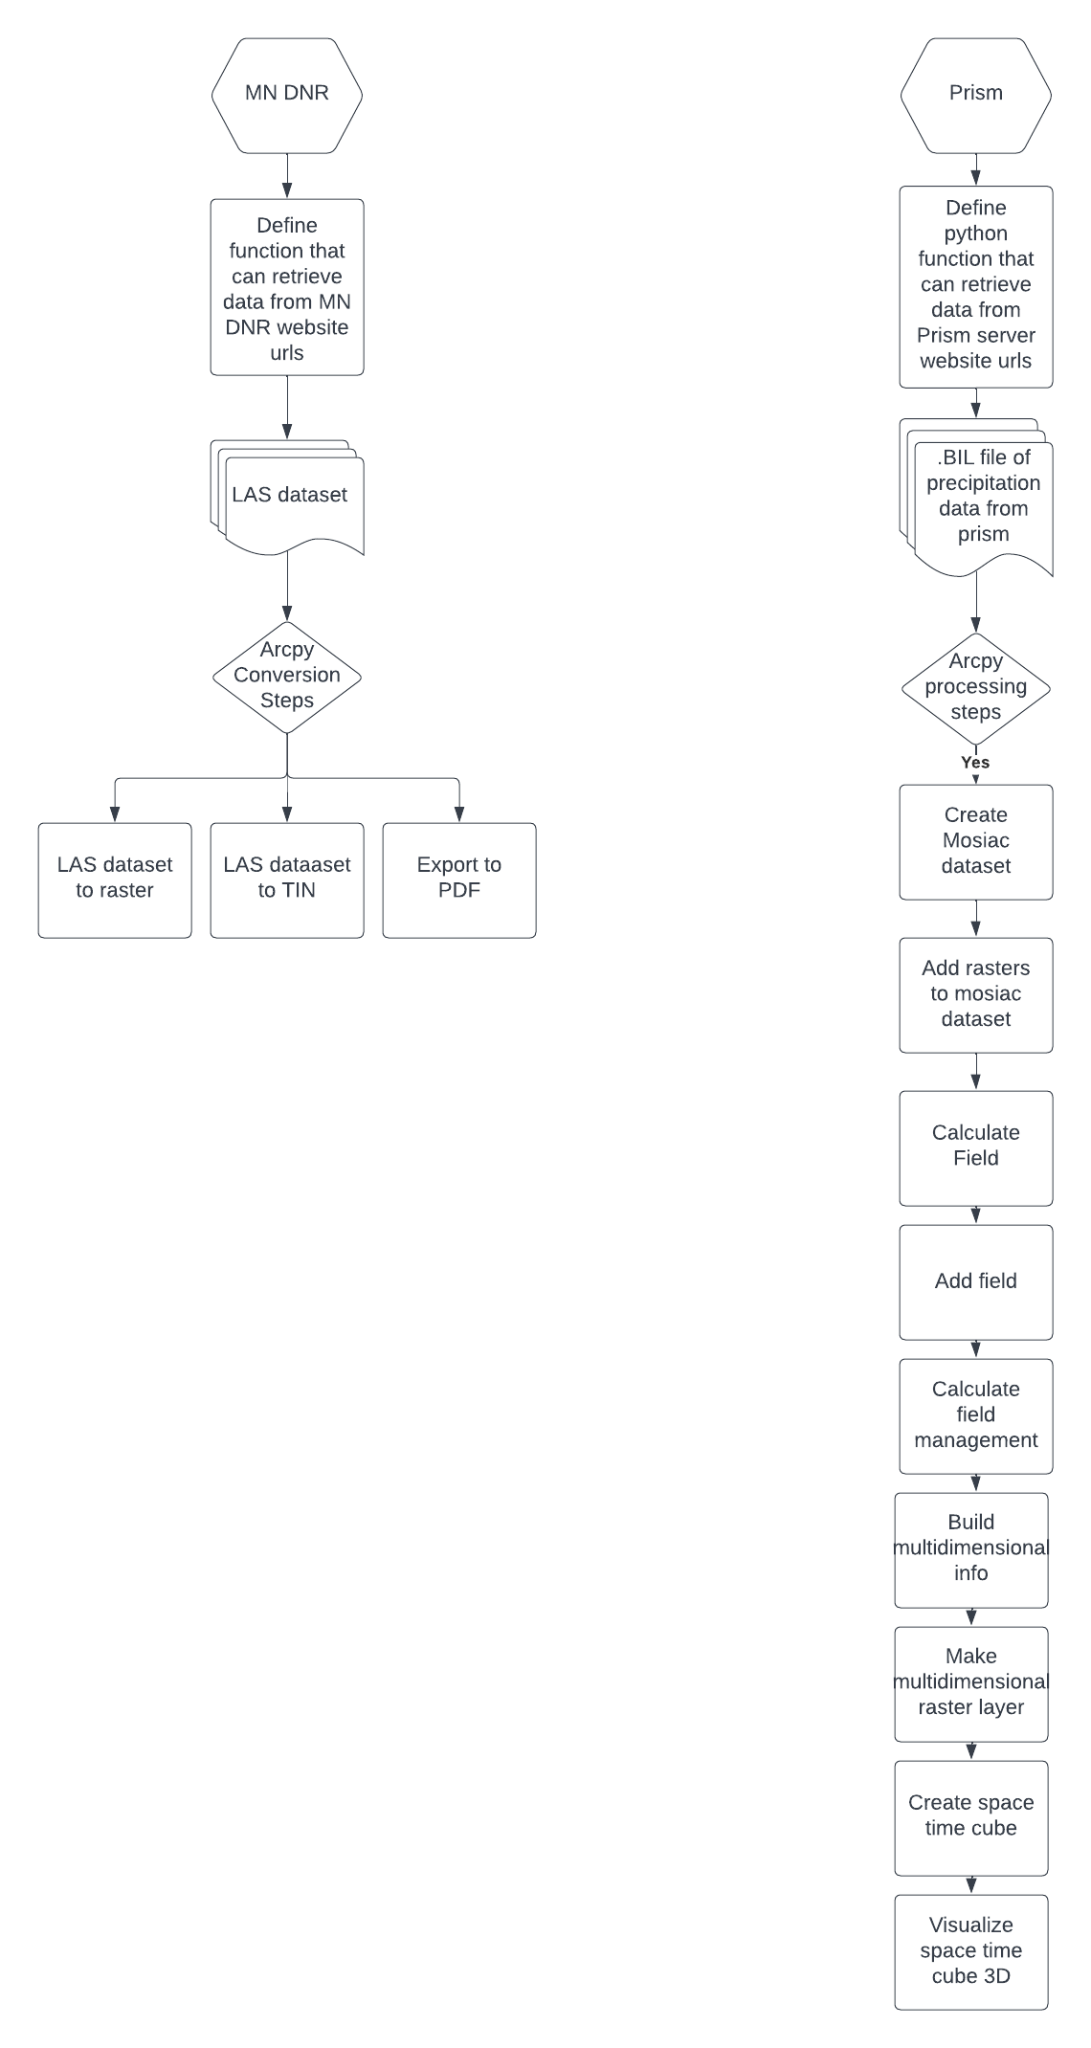 MN DNR
Define
function that
can retrieve
data from MN
DNR website
urls
LAS dataset
Arcpy
Conversion
Steps
LAS dataset
to raster
LAS dataaset
to TIN
Export to
PDF
Prism
Define
python
function that
can retrieve
data from
Prism server
website urls
.BIL file of
precipitation
data from
prism
Arcpy
processing
steps
Yes
Create
Mosiac
dataset
Add rasters
to mosiac
dataset
Calculate
Field
Add field
Calculate
field
management
Build
multidimensional
info
Make
multidimensional
raster layer
Create space
time cube
Visualize
space time
cube 3D